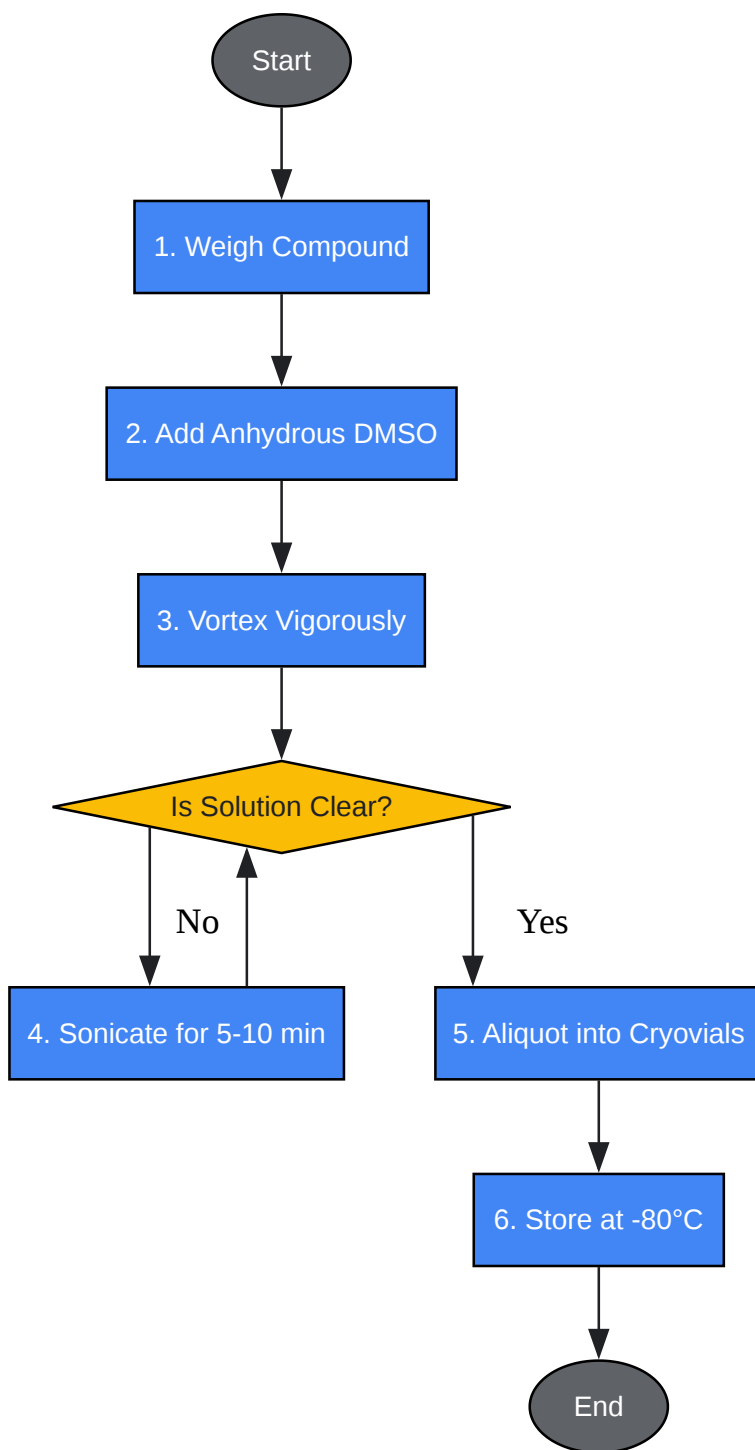 Start
1. Weigh Compound
2. Add Anhydrous DMSO
3. Vortex Vigorously
Is Solution Clear?
No
Yes
4. Sonicate for 5-10 min
5. Aliquot into Cryovials
6. Store at -80°C
End